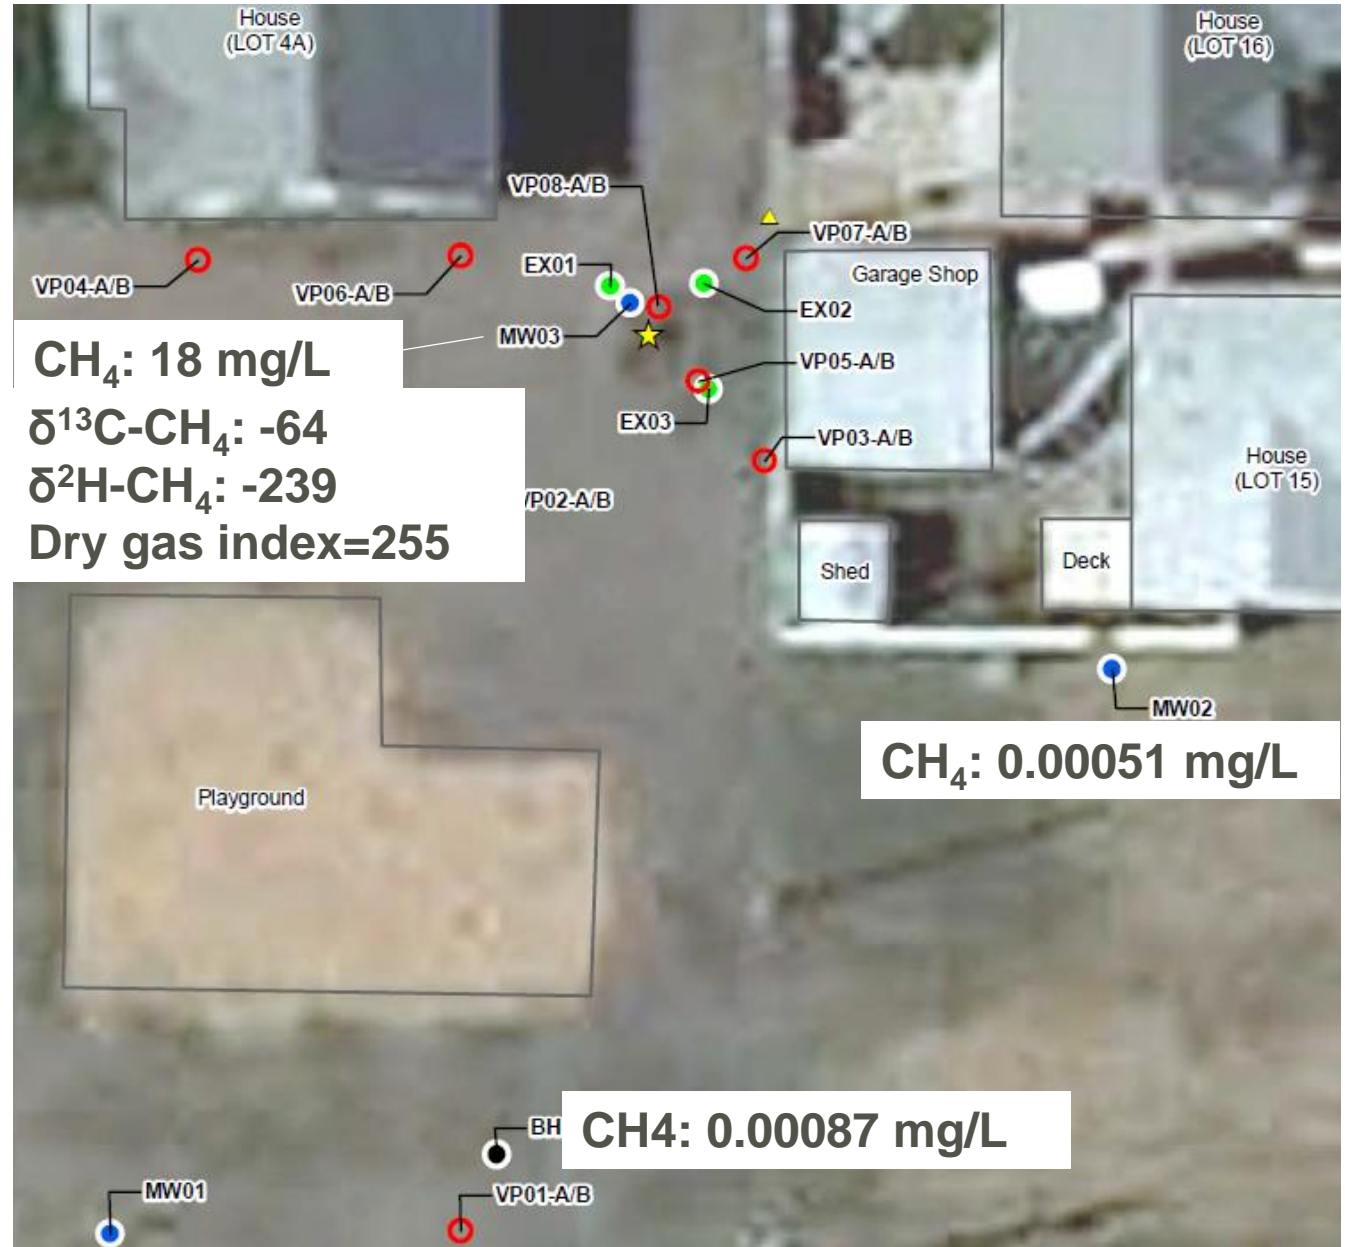 House
(LOT 4A)
House
(LOT 16)
VP08-A/B
VP07-A/B
EX01
Garage Shop
VP04-A/B
VP06-A/B
EX02
MW03
CH₄: 18 mg/L
VP05-A/B
δ¹³C-CH₄: -64
EX03
VP03-A/B
δ²H-CH₄: -239
House
(LOT 15)
VP02-A/B
Dry gas index=255
Shed
Deck
MW02
CH₄: 0.00051 mg/L
Playground
BH
CH4: 0.00087 mg/L
MW01
VP01-A/B